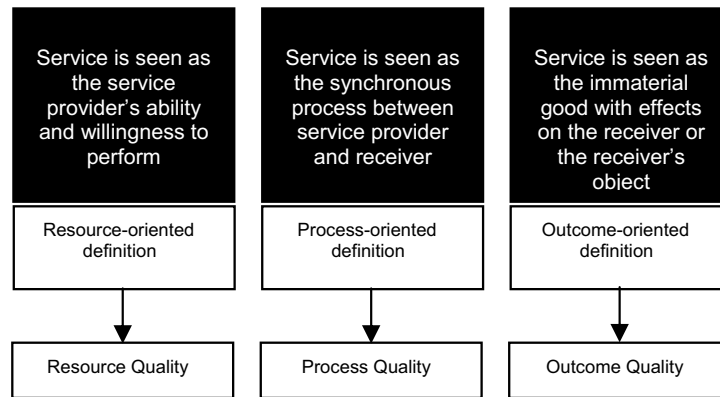 Service is seen as
the service
provider's ability
and willingness to
perform
Service is seen as
the synchronous
process between
service provider
and receiver
Service is seen as
the immaterial
good with effects
on the receiver or
the receiver's
object
Resource-oriented
definition
Process-oriented
definition
Outcome-oriented
definition
Resource Quality
Process Quality
Outcome Quality